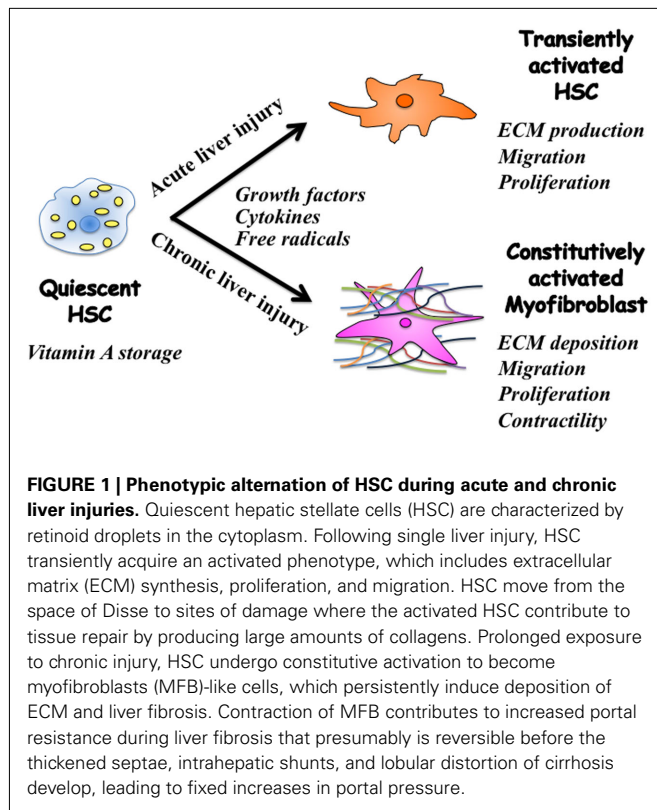 Transiently
activated
HSC
ECM production
Migration
Proliferation
Acute liver injury
Growth factors
Cytokines
Free radicals
Chronic liver injury
Quiescent
HSC
Vitamin A storage
Constitutively
activated
Myofibroblast
ECM deposition
Migration
Proliferation
Contractility
FIGURE 1 | Phenotypic alternation of HSC during acute and chronic
liver injuries. Quiescent hepatic stellate cells (HSC) are characterized by
retinoid droplets in the cytoplasm. Following single liver injury, HSC
transiently acquire an activated phenotype, which includes extracellular
matrix (ECM) synthesis, proliferation, and migration. HSC move from the
space of Disse to sites of damage where the activated HSC contribute to
tissue repair by producing large amounts of collagens. Prolonged exposure
to chronic injury, HSC undergo constitutive activation to become
myofibroblasts (MFB)-like cells, which persistently induce deposition of
ECM and liver fibrosis. Contraction of MFB contributes to increased portal
resistance during liver fibrosis that presumably is reversible before the
thickened septae, intrahepatic shunts, and lobular distortion of cirrhosis
develop, leading to fixed increases in portal pressure.